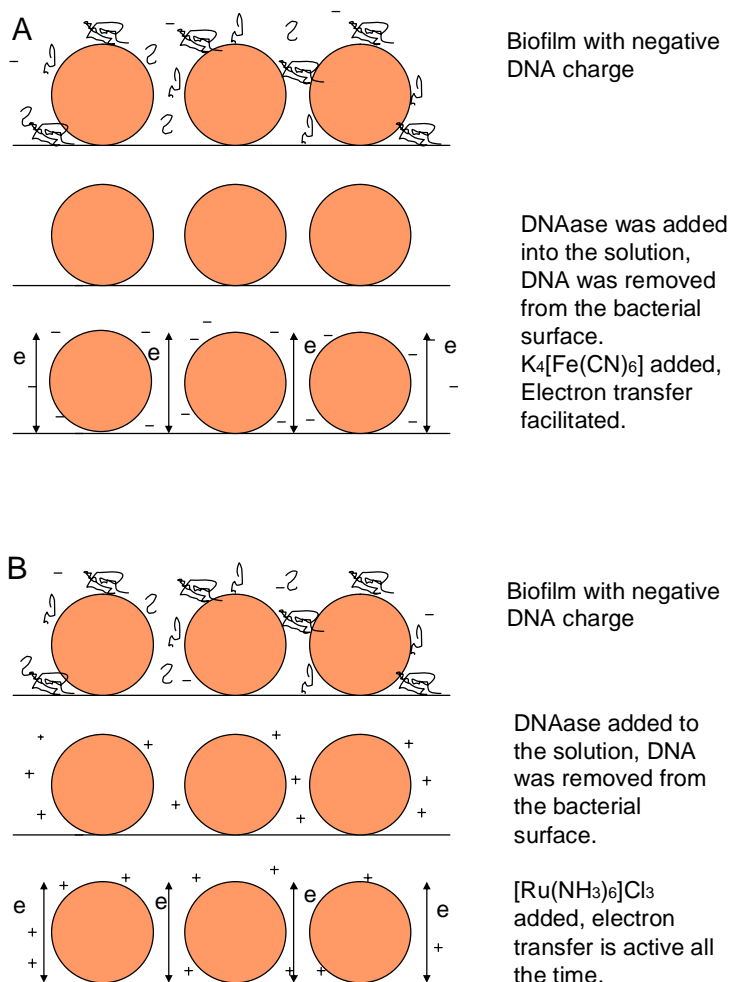 A
Biofilm with negative
DNA charge
DNAase was added
into the solution,
DNA was removed
from the bacterial
surface.
K₄[Fe(CN)₆] added,
Electron transfer
facilitated.
e
e
e
e
B
Biofilm with negative
DNA charge
DNAase added to
the solution, DNA
was removed from
the bacterial
surface.
[Ru(NH₃)₆]Cl₃
added, electron
transfer is active all
the time.
e
e
e
e